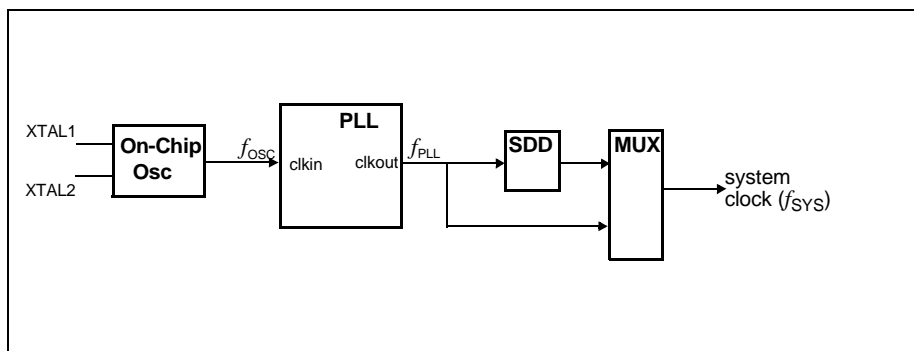 XTAL1
XTAL2
On-Chip
Osc
fOSC
PLL
clkin
clkout
fPLL
SDD
MUX
system
clock (fSYS)